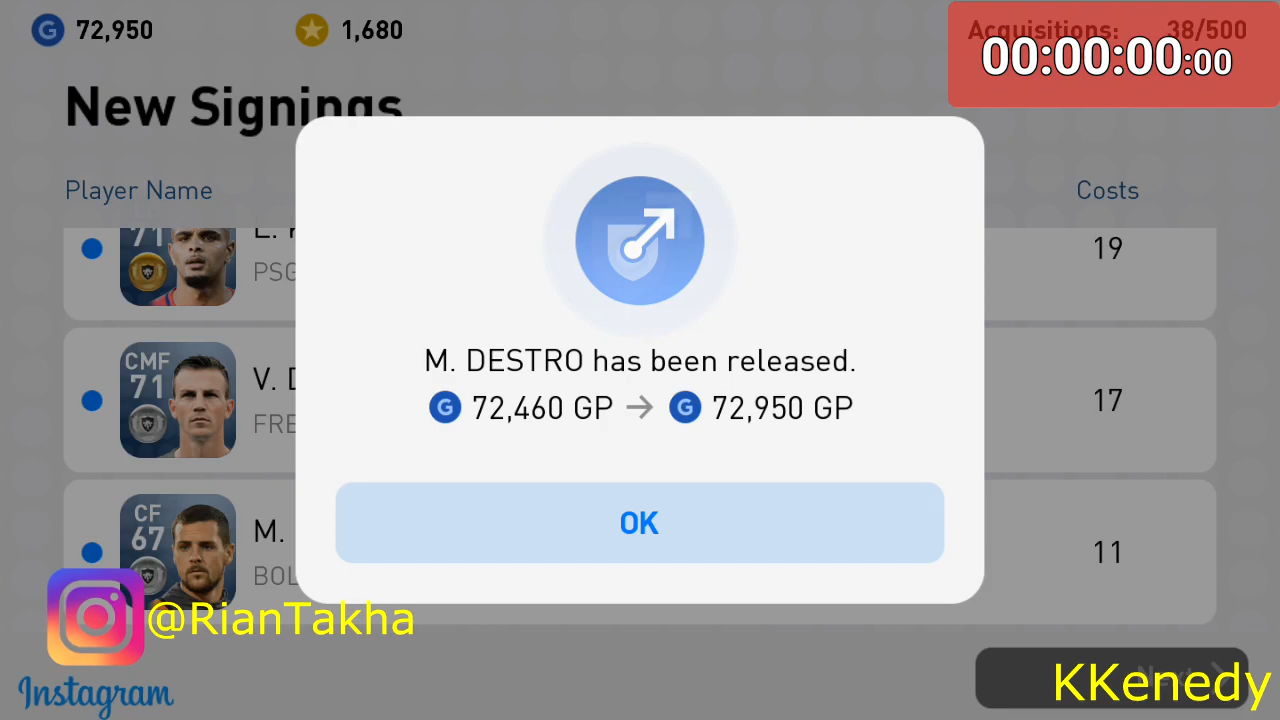 72,950
1,680
Acquisitions: 38/500
00:00:00:00
New Signings
Player Name
Costs
71
PSG
19
CMF
71
V. D
FRE
17
CF
67
M.
BOL
11
M. DESTRO has been released.
72,460 GP → 72,950 GP
OK
@RianTakha
Instagram
Next
KKenedy